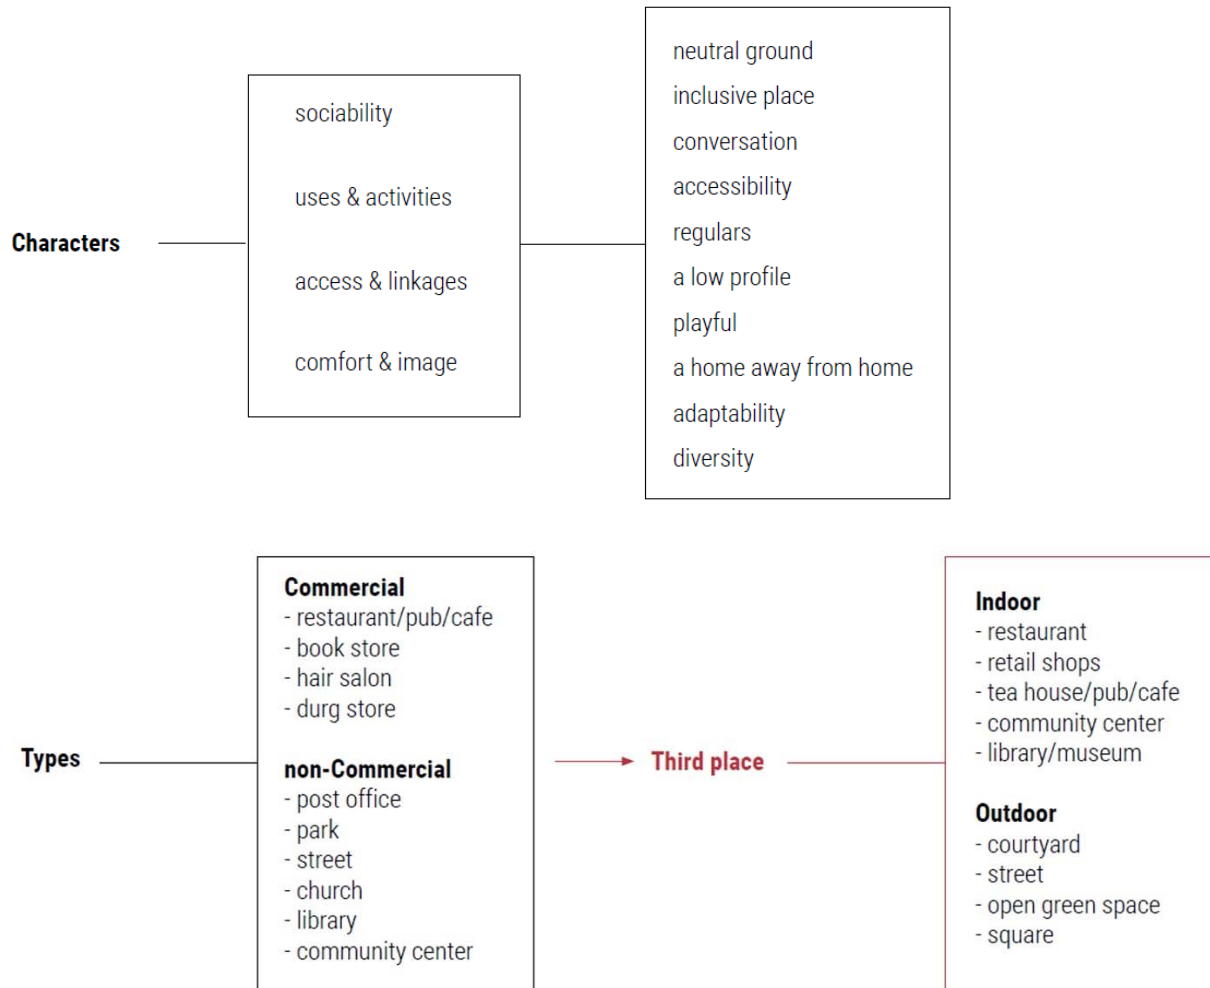 Characters
sociability
uses & activities
access & linkages
comfort & image
neutral ground
inclusive place
conversation
accessibility
regulars
a low profile
playful
a home away from home
adaptability
diversity
Types
Commercial
- restaurant/pub/cafe
- book store
- hair salon
- durg store
non-Commercial
- post office
- park
- street
- church
- library
- community center
Third place
Indoor
- restaurant
- retail shops
- tea house/pub/cafe
- community center
- library/museum
Outdoor
- courtyard
- street
- open green space
- square